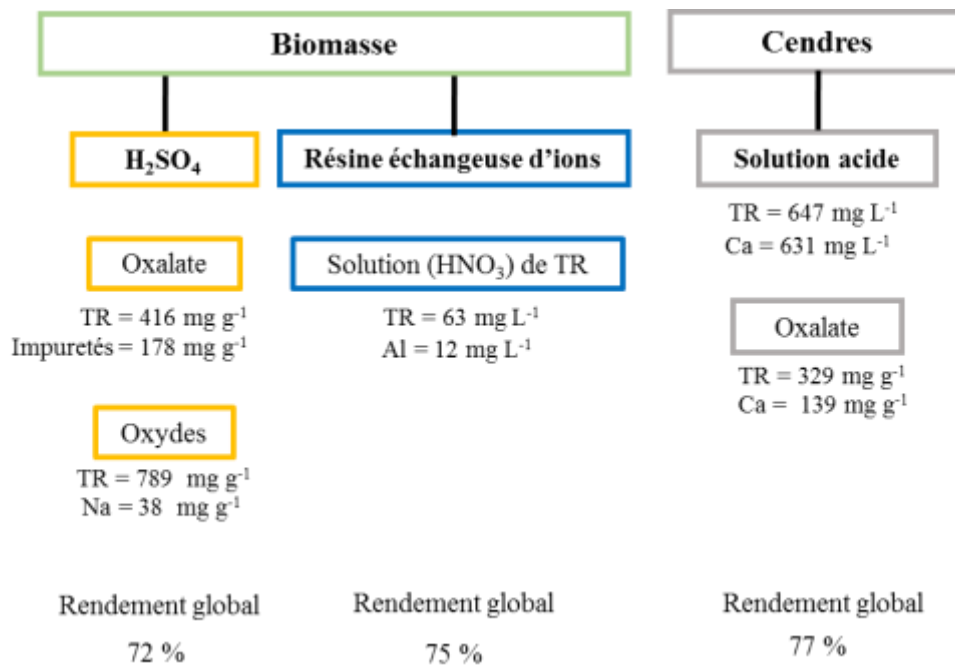 Biomasse
Cendres
H₂SO₄
Résine échangeuse d’ions
Solution acide
TR = 647 mg L⁻¹
Ca = 631 mg L⁻¹
Oxalate
Solution (HNO₃) de TR
TR = 416 mg g⁻¹
Impuretés = 178 mg g⁻¹
TR = 63 mg L⁻¹
Al = 12 mg L⁻¹
Oxalate
TR = 329 mg g⁻¹
Ca = 139 mg g⁻¹
Oxydes
TR = 789 mg g⁻¹
Na = 38 mg g⁻¹
Rendement global
72 %
Rendement global
75 %
Rendement global
77 %